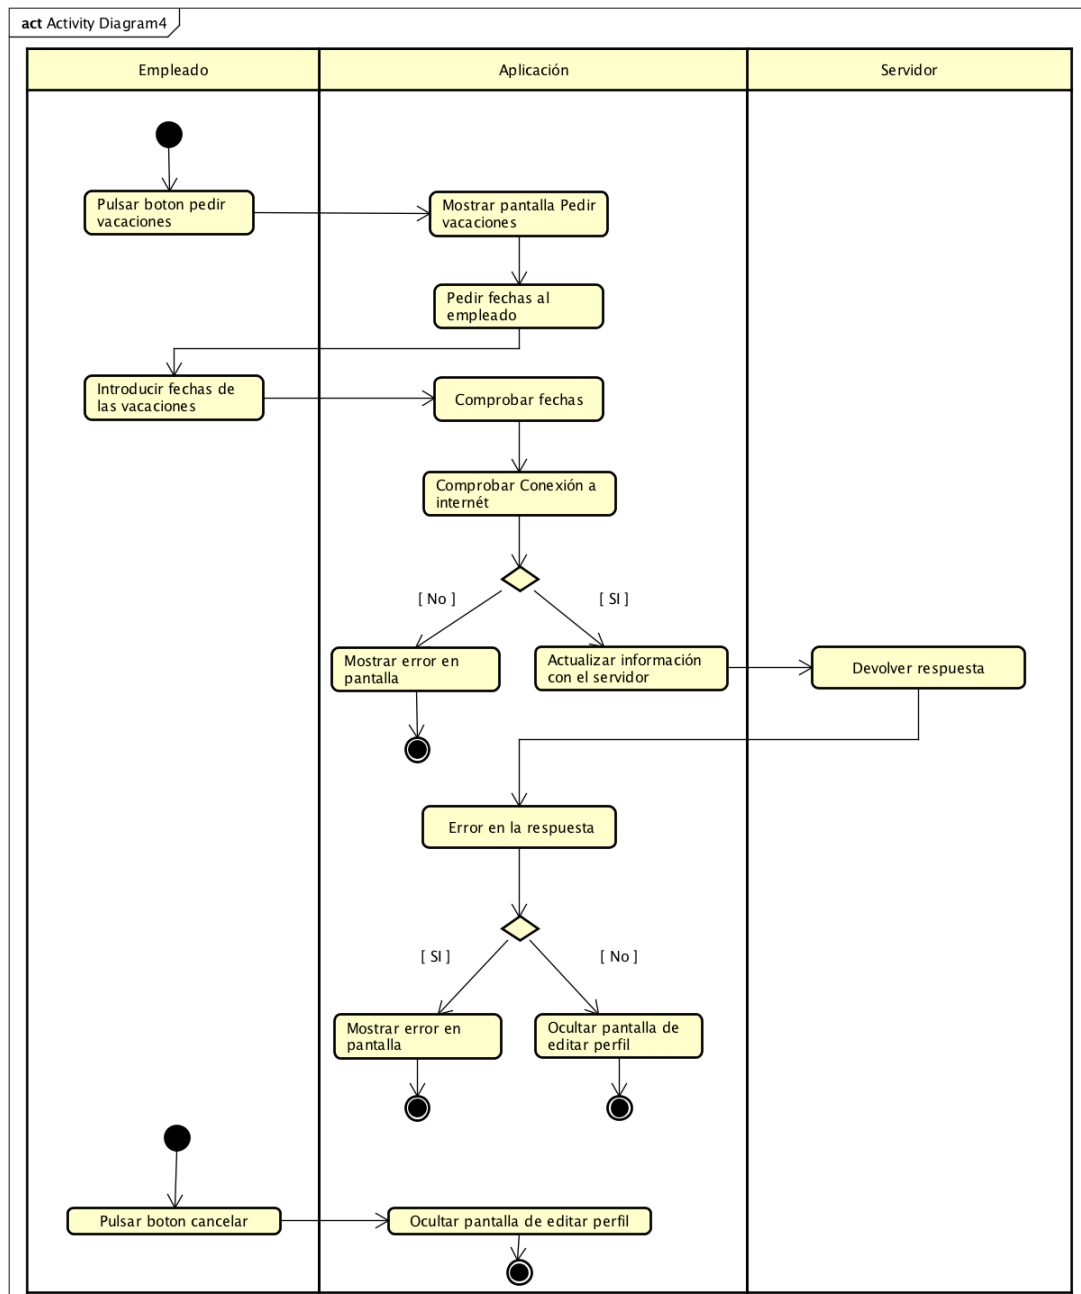 act Activity Diagram4
Empleado
Aplicación
Servidor
Pulsar boton pedir
vacaciones
Mostrar pantalla Pedir
vacaciones
Pedir fechas al
empleado
Introducir fechas de
las vacaciones
Comprobar fechas
Comprobar Conexión a
internét
[ No ]
[ SI ]
Mostrar error en
pantalla
Actualizar información
con el servidor
Devolver respuesta
Error en la respuesta
[ SI ]
[ No ]
Mostrar error en
pantalla
Ocultar pantalla de
editar perfil
Pulsar boton cancelar
Ocultar pantalla de editar perfil